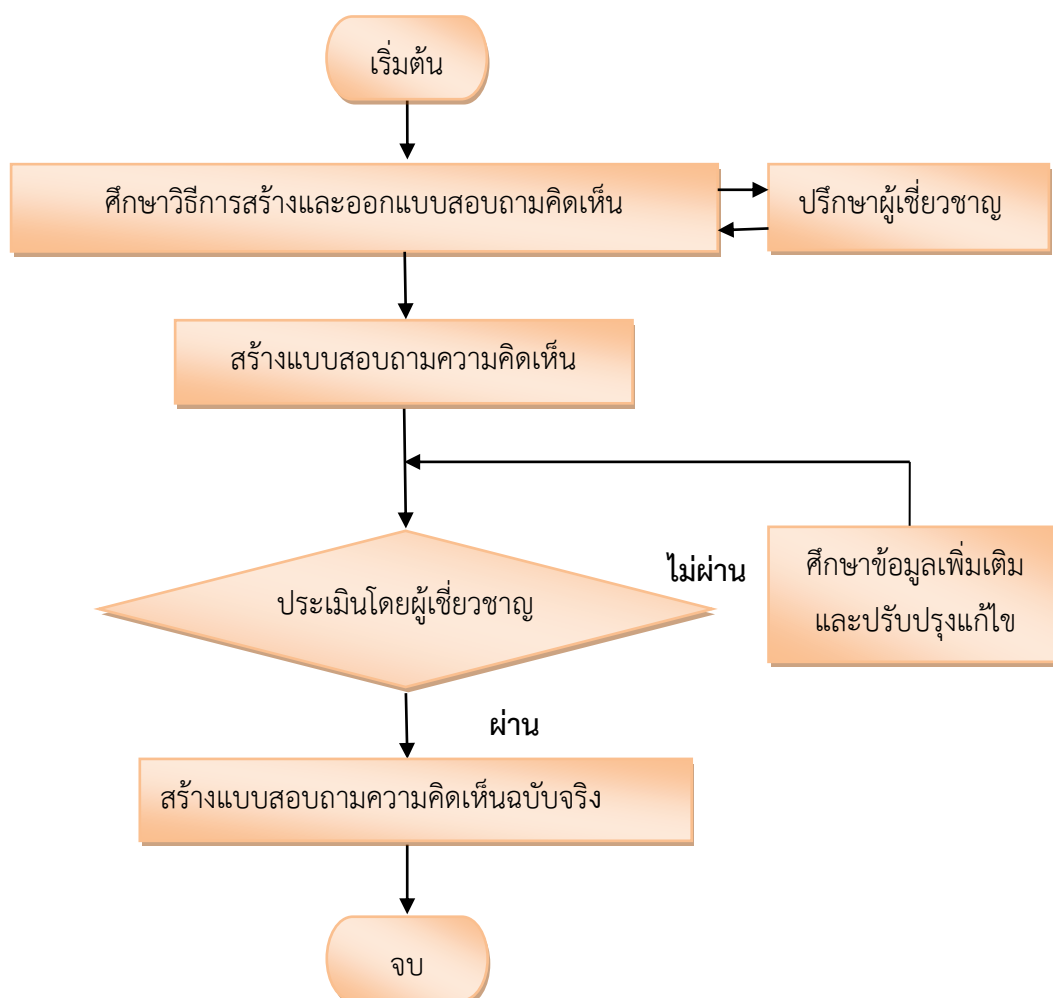 เริ่มต้น
ศึกษาวิธีการสร้างและออกแบบสอบถามคิดเห็น
ปรึกษาผู้เชี่ยวชาญ
สร้างแบบสอบถามความคิดเห็น
ประเมินโดยผู้เชี่ยวชาญ
ไม่ผ่าน
ศึกษาข้อมูลเพิ่มเติม
และปรับปรุงแก้ไข
ผ่าน
สร้างแบบสอบถามความคิดเห็นฉบับจริง
จบ